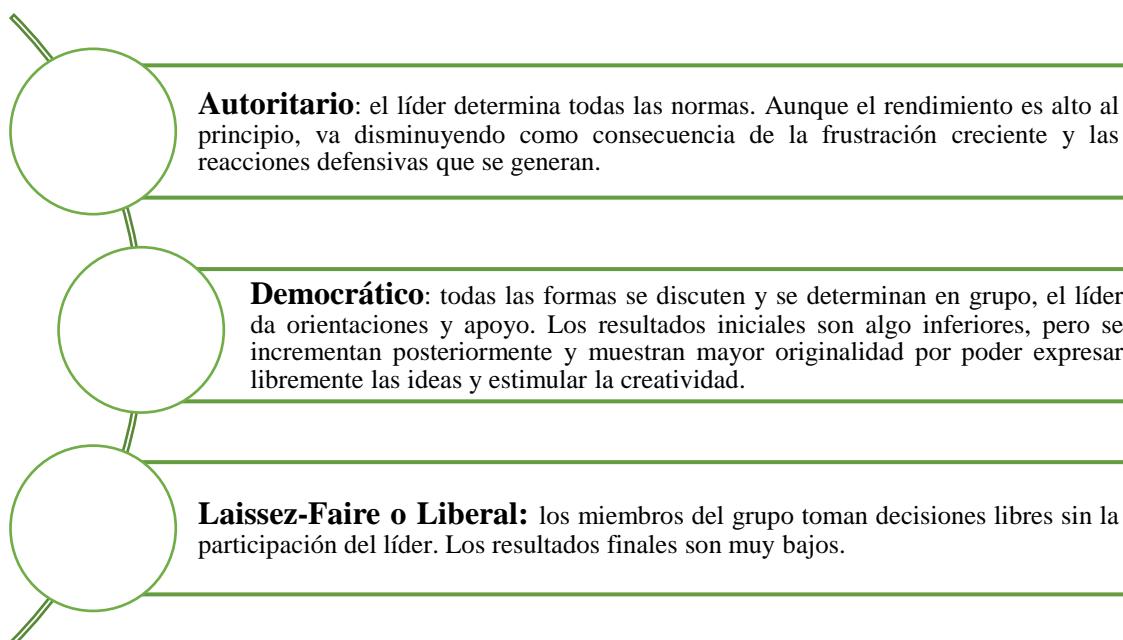 Autoritario: el líder determina todas las normas. Aunque el rendimiento es alto al
principio, va disminuyendo como consecuencia de la frustración creciente y las
reacciones defensivas que se generan.
Democrático: todas las formas se discuten y se determinan en grupo, el líder
da orientaciones y apoyo. Los resultados iniciales son algo inferiores, pero se
incrementan posteriormente y muestran mayor originalidad por poder expresar
libremente las ideas y estimular la creatividad.
Laissez-Faire o Liberal: los miembros del grupo toman decisiones libres sin la
participación del líder. Los resultados finales son muy bajos.